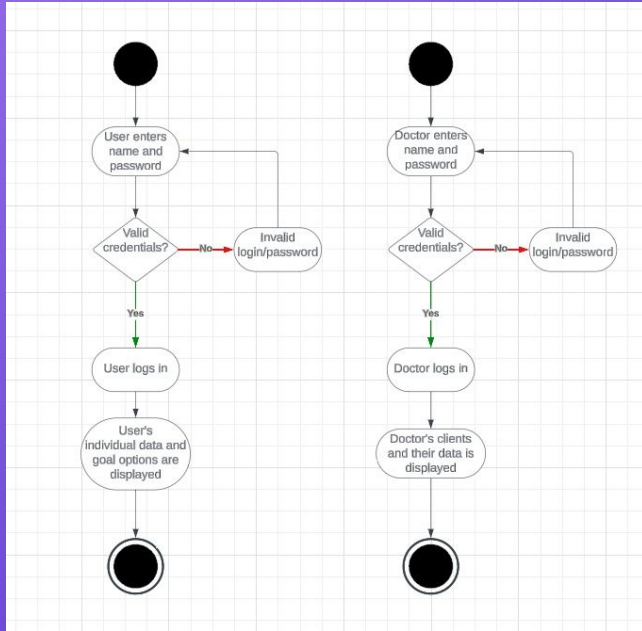 User enters
name and
password
Valid
credentials?
No
Invalid
login/password
Yes
User logs in
User's
individual data and
goal options are
displayed
Doctor enters
name and
password
Valid
credentials?
No
Invalid
login/password
Yes
Doctor logs in
Doctor's clients
and their data is
displayed